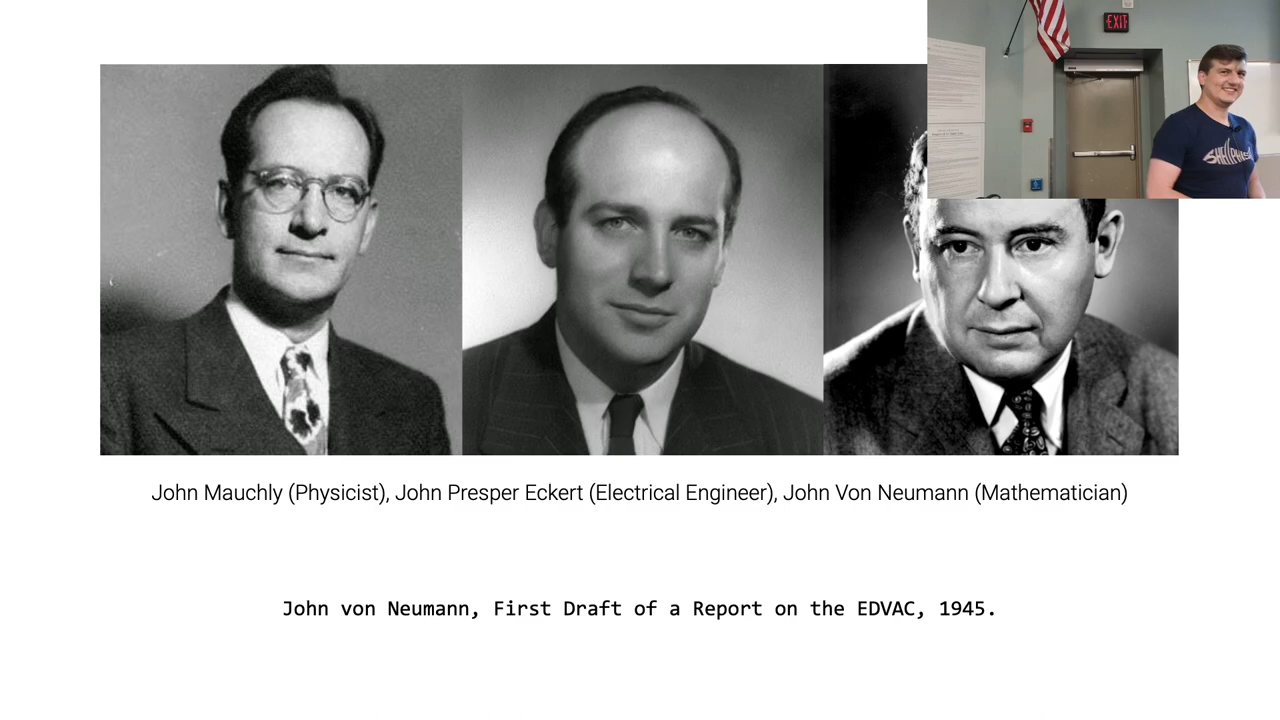 EXIT
SHELLPHISH
John Mauchly (Physicist), John Presper Eckert (Electrical Engineer), John Von Neumann (Mathematician)
John von Neumann, First Draft of a Report on the EDVAC, 1945.